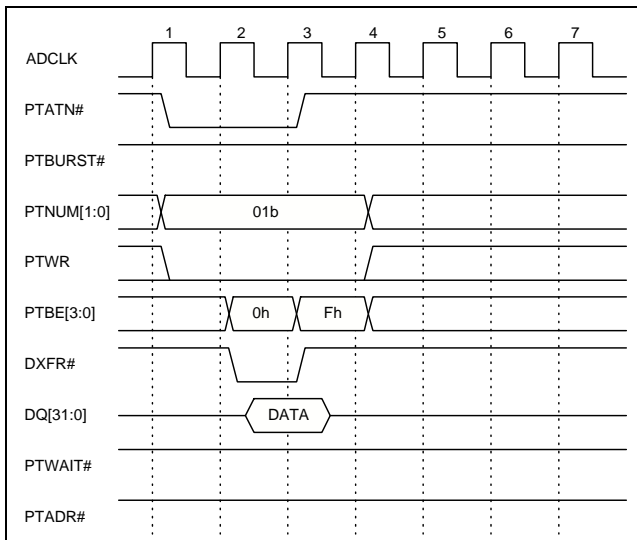 1 2 3 4 5 6 7
ADCLK
PTATN#
PTBURST#
PTNUM[1:0] 01b
PTWR
PTBE[3:0] 0h Fh
DXFR#
DQ[31:0] DATA
PTWAIT#
PTADR#